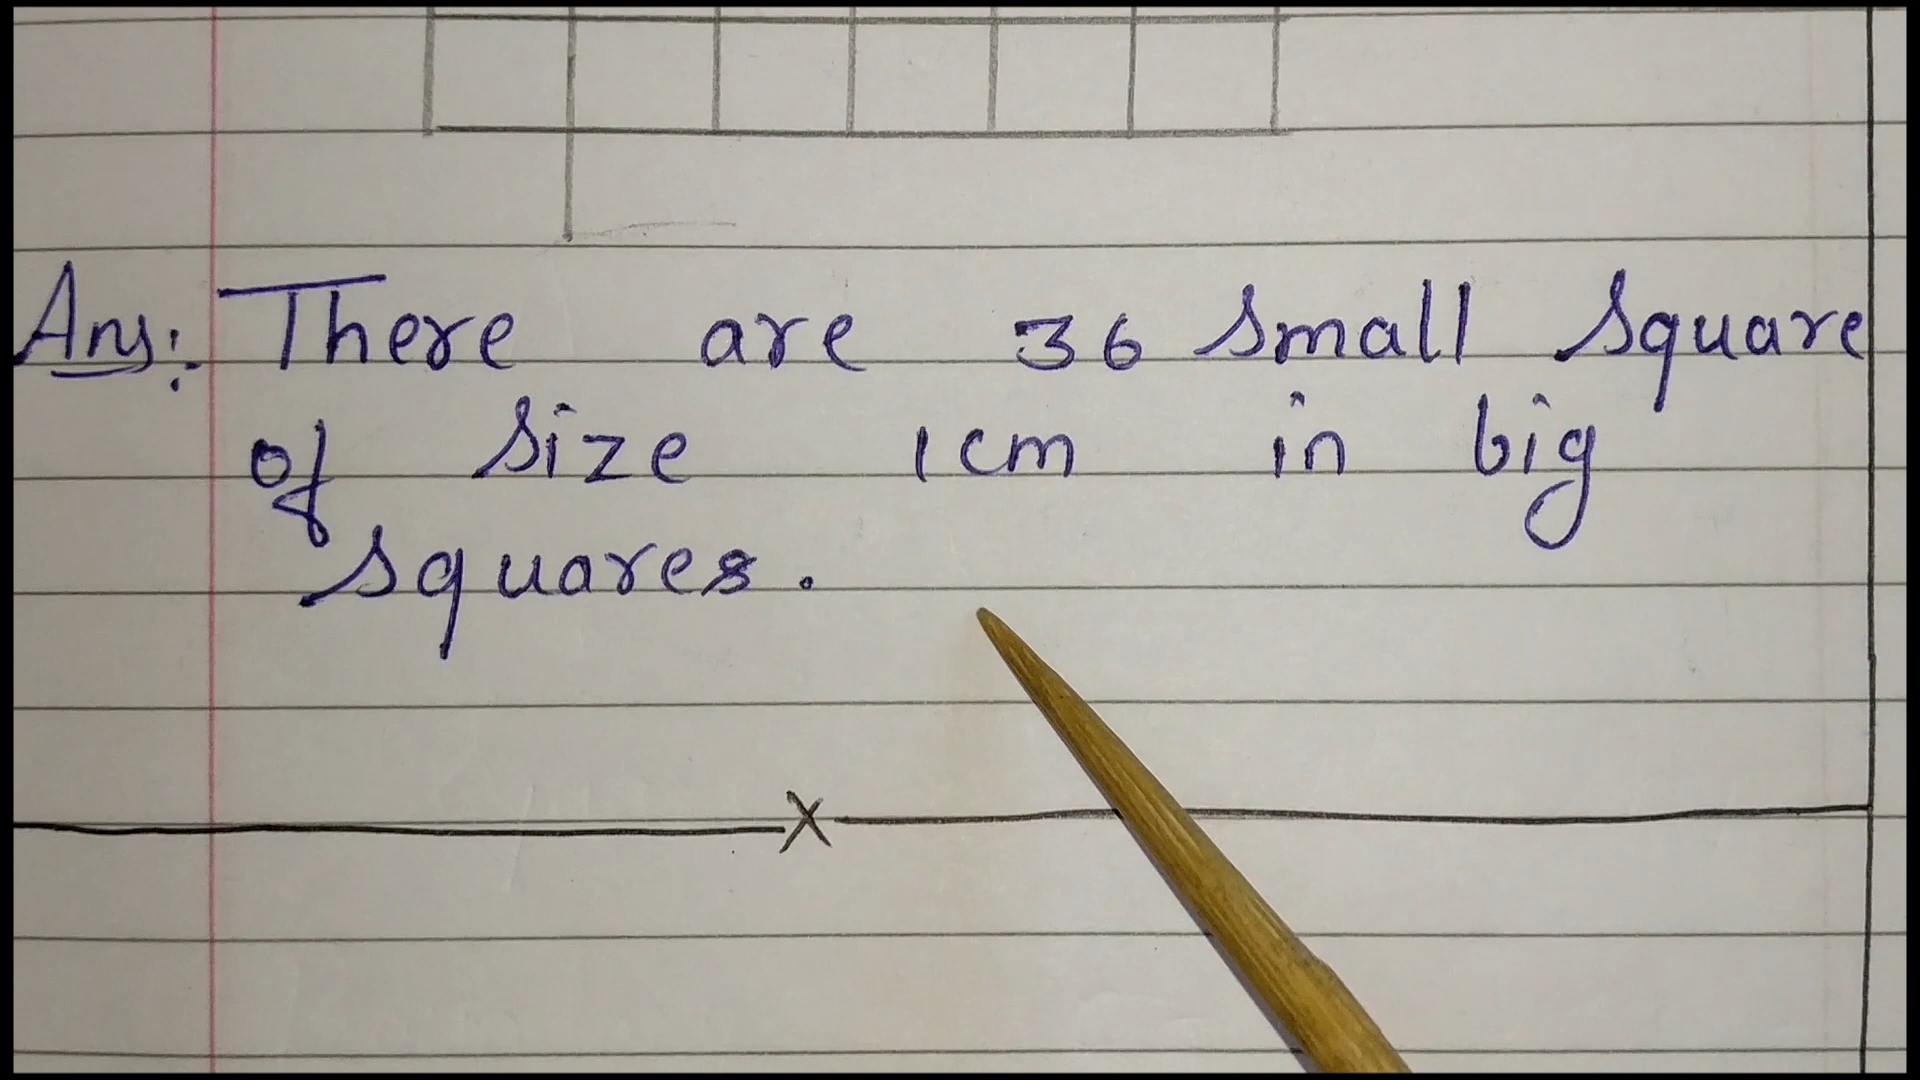 Ans:- There are 36 small square
of size 1cm in big
squares.
X